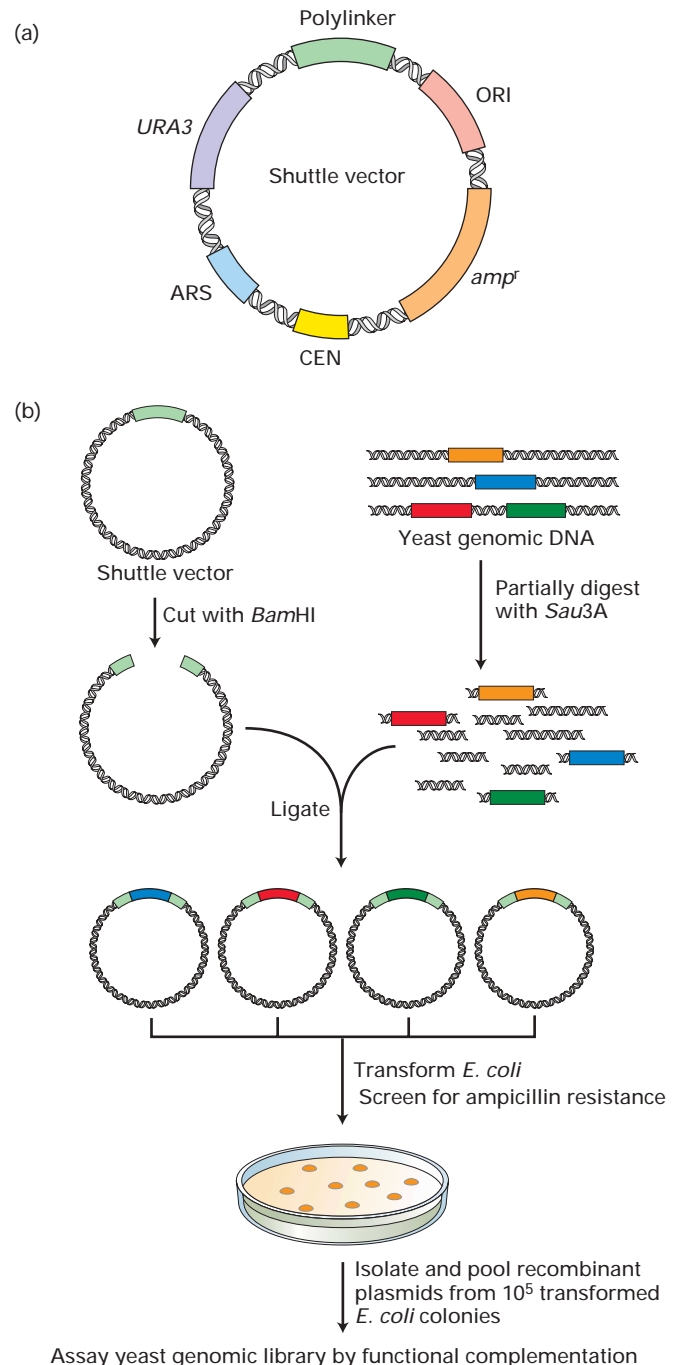 (a)
Polylinker
ORI
URA3
Shuttle vector
ampʳ
ARS
CEN
(b)
Shuttle vector
Yeast genomic DNA
Cut with BamHI
Partially digest
with Sau3A
Ligate
Transform E. coli
Screen for ampicillin resistance
Isolate and pool recombinant
plasmids from 10⁵ transformed
E. coli colonies
Assay yeast genomic library by functional complementation